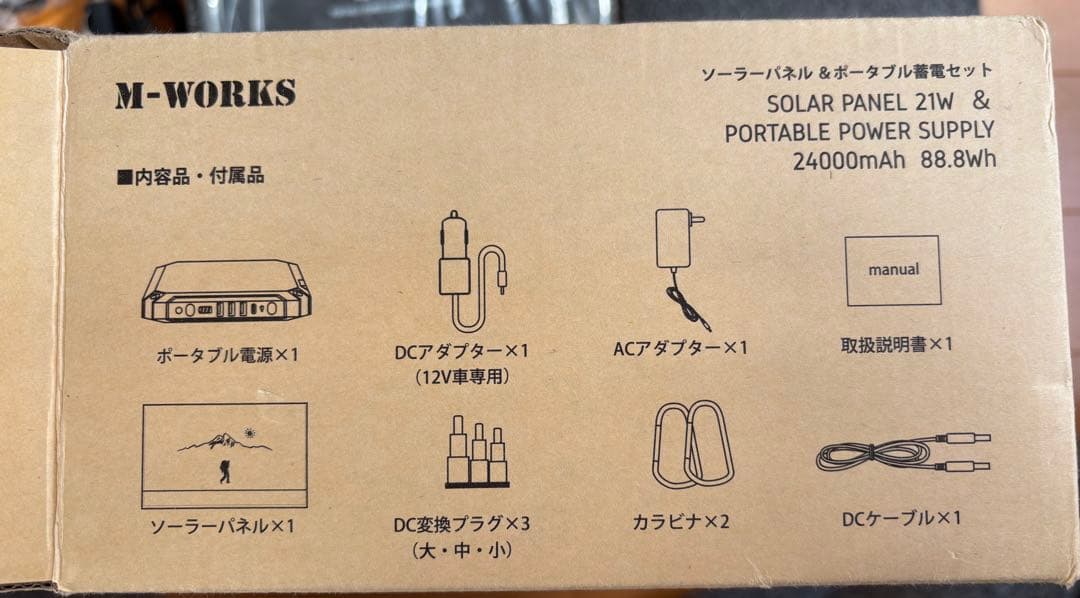 M-WORKS
ソーラーパネル &ポータブル蓄電セット
SOLAR PANEL 21W &
PORTABLE POWER SUPPLY
24000mAh 88.8Wh
■内容品・付属品
manual
ポータブル電源×1
DCアダプター×1
（12V車専用）
ACアダプター×1
取扱説明書×1
ソーラーパネル×1
DC変換プラグ×3
（大・中・小）
カラビナ×2
DCケーブル×1